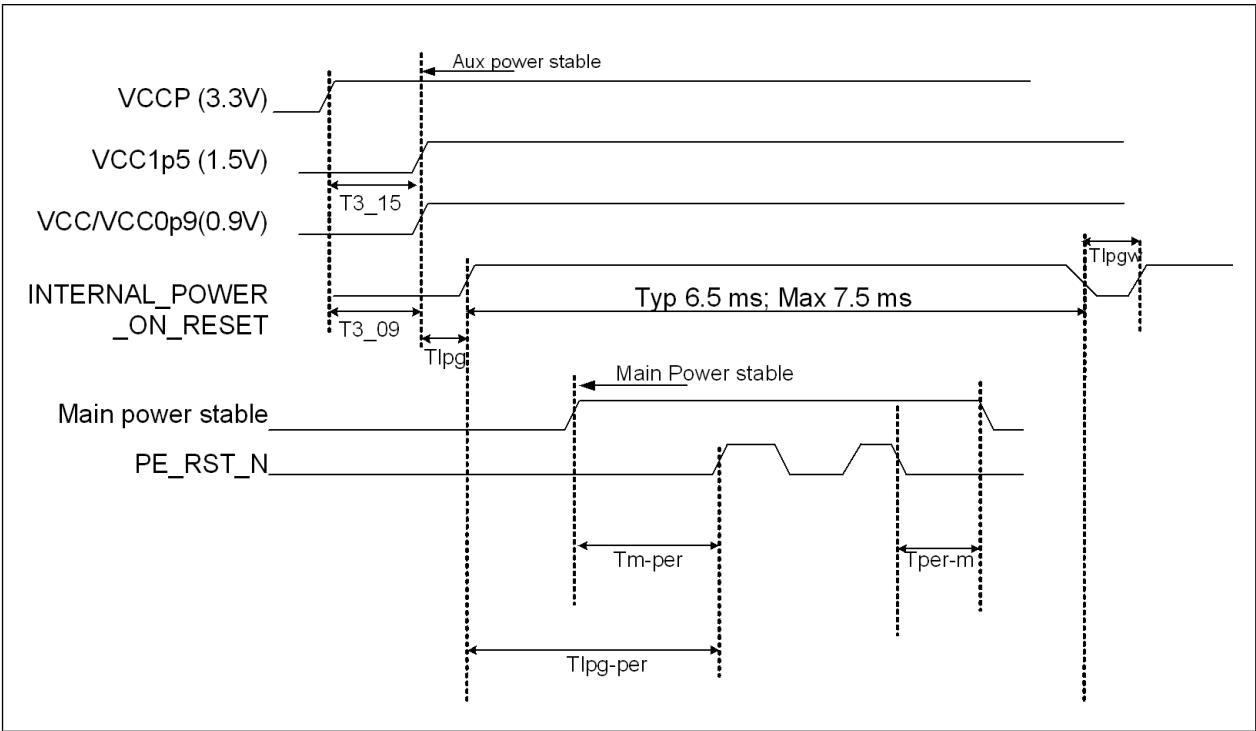 Aux power stable
VCCP (3.3V)
VCC1p5 (1.5V)
T3_15
VCC/VCC0p9(0.9V)
Tlpgw
INTERNAL_POWER
_ON_RESET
Typ 6.5 ms; Max 7.5 ms
T3_09
Tlpg
Main Power stable
Main power stable
PE_RST_N
Tm-per
Tper-m
Tlpg-per